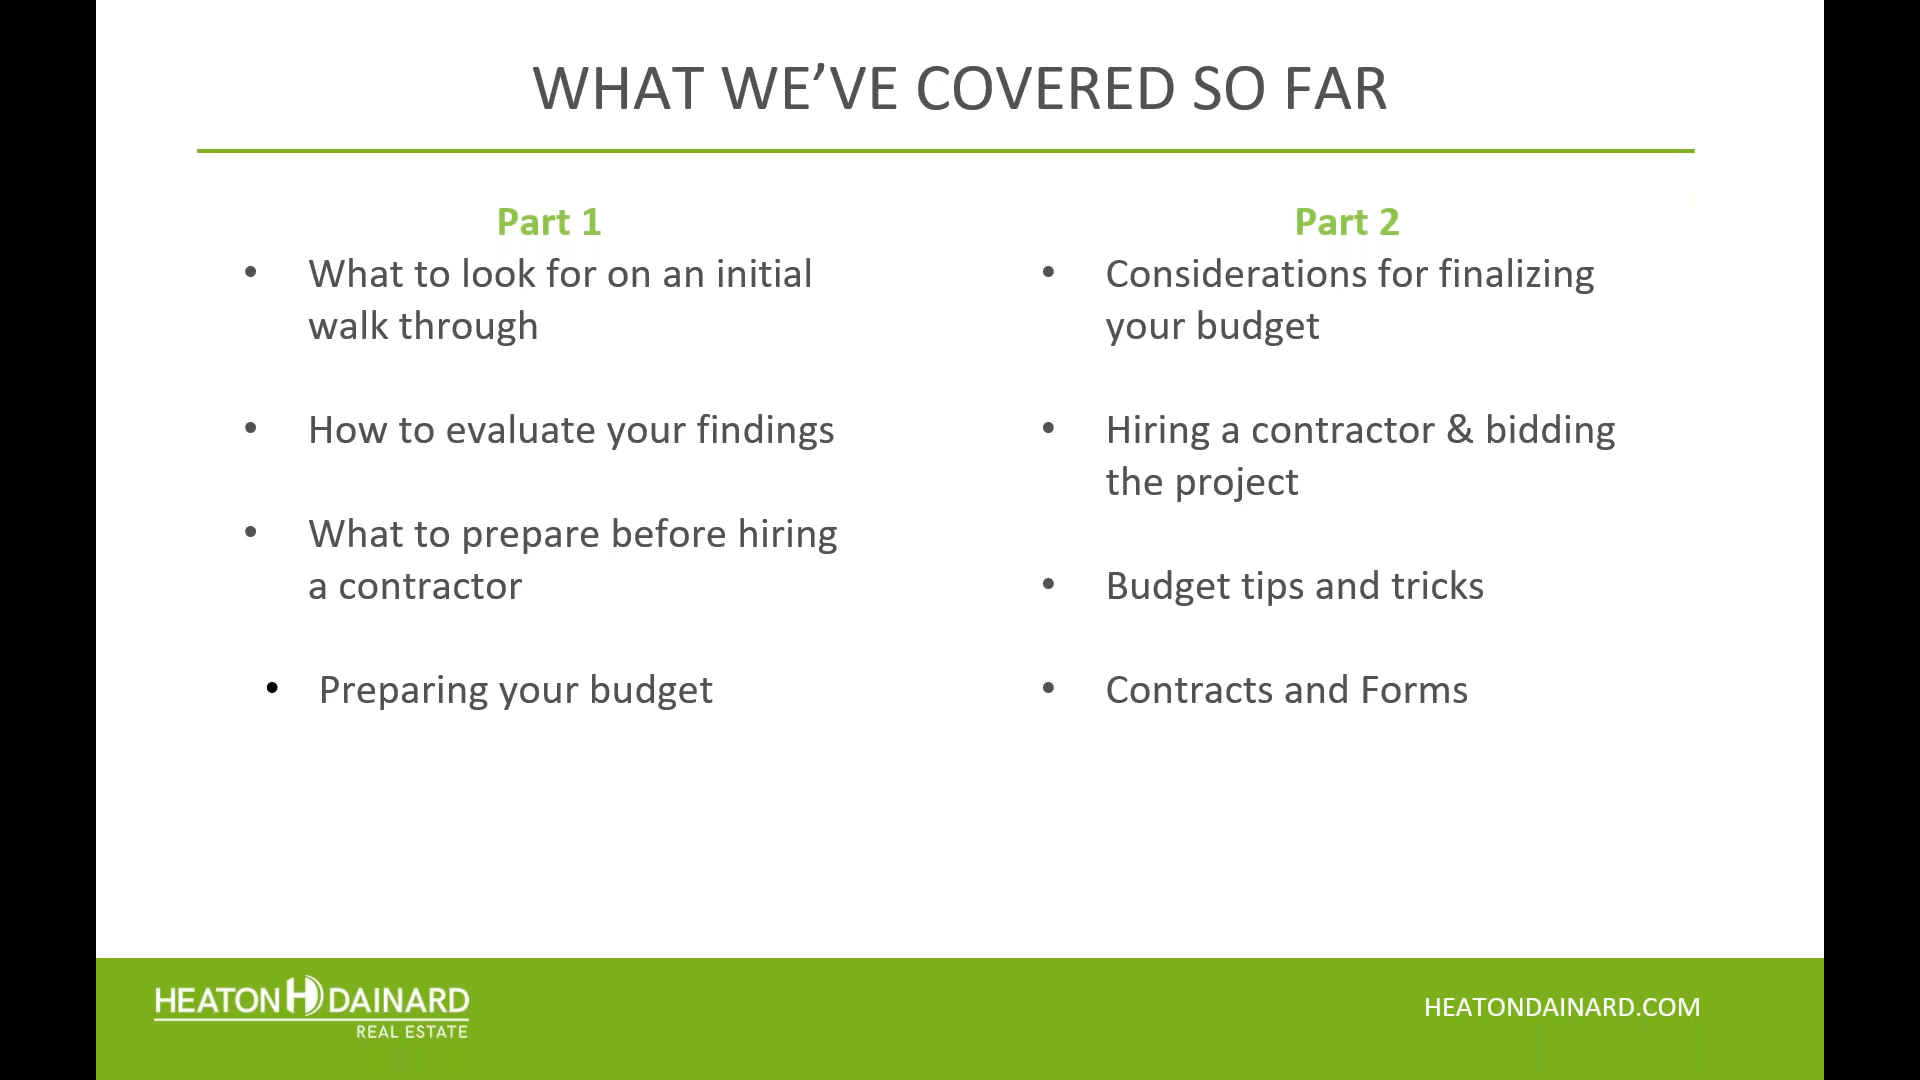 WHAT WE’VE COVERED SO FAR
Part 1
• What to look for on an initial
walk through
• How to evaluate your findings
• What to prepare before hiring
a contractor
• Preparing your budget
Part 2
• Considerations for finalizing
your budget
• Hiring a contractor & bidding
the project
• Budget tips and tricks
• Contracts and Forms
HEATON HD DAINARD
REAL ESTATE
HEATONDAINARD.COM